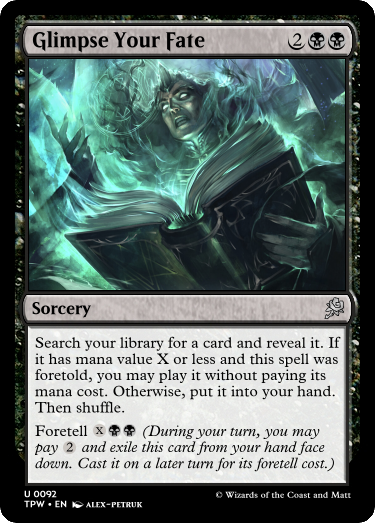 Glimpse Your Fate 2
Sorcery
Search your library for a card and reveal it. If
it has mana value X or less and this spell was
foretold, you may play it without paying its
mana cost. Otherwise, put it into your hand.
Then shuffle.
Foretell X (During your turn, you may
pay 2 and exile this card from your hand face
down. Cast it on a later turn for its foretell cost.)
U 0092
TPW • EN ALEX-PETRUK
© Wizards of the Coast and Matt